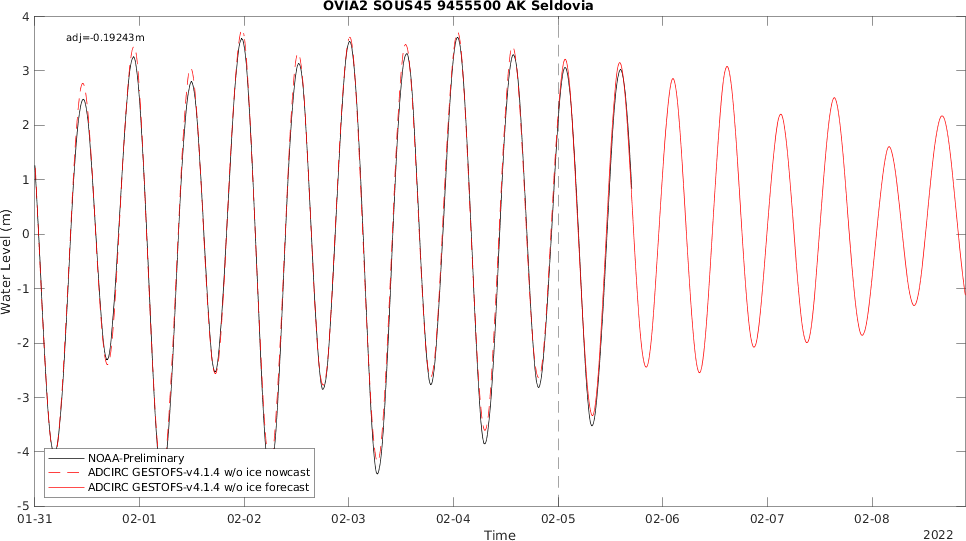 OVIA2 SOUS45 9455500 AK Seldovia
adj=-0.19243m
4
3
2
1
0
-1
-2
-3
-4
-5
Water Level (m)
NOAA-Preliminary
ADCIRC GESTOFS-v4.1.4 w/o ice nowcast
ADCIRC GESTOFS-v4.1.4 w/o ice forecast
01-31 02-01 02-02 02-03 02-04 02-05 02-06 02-07 02-08
Time
2022